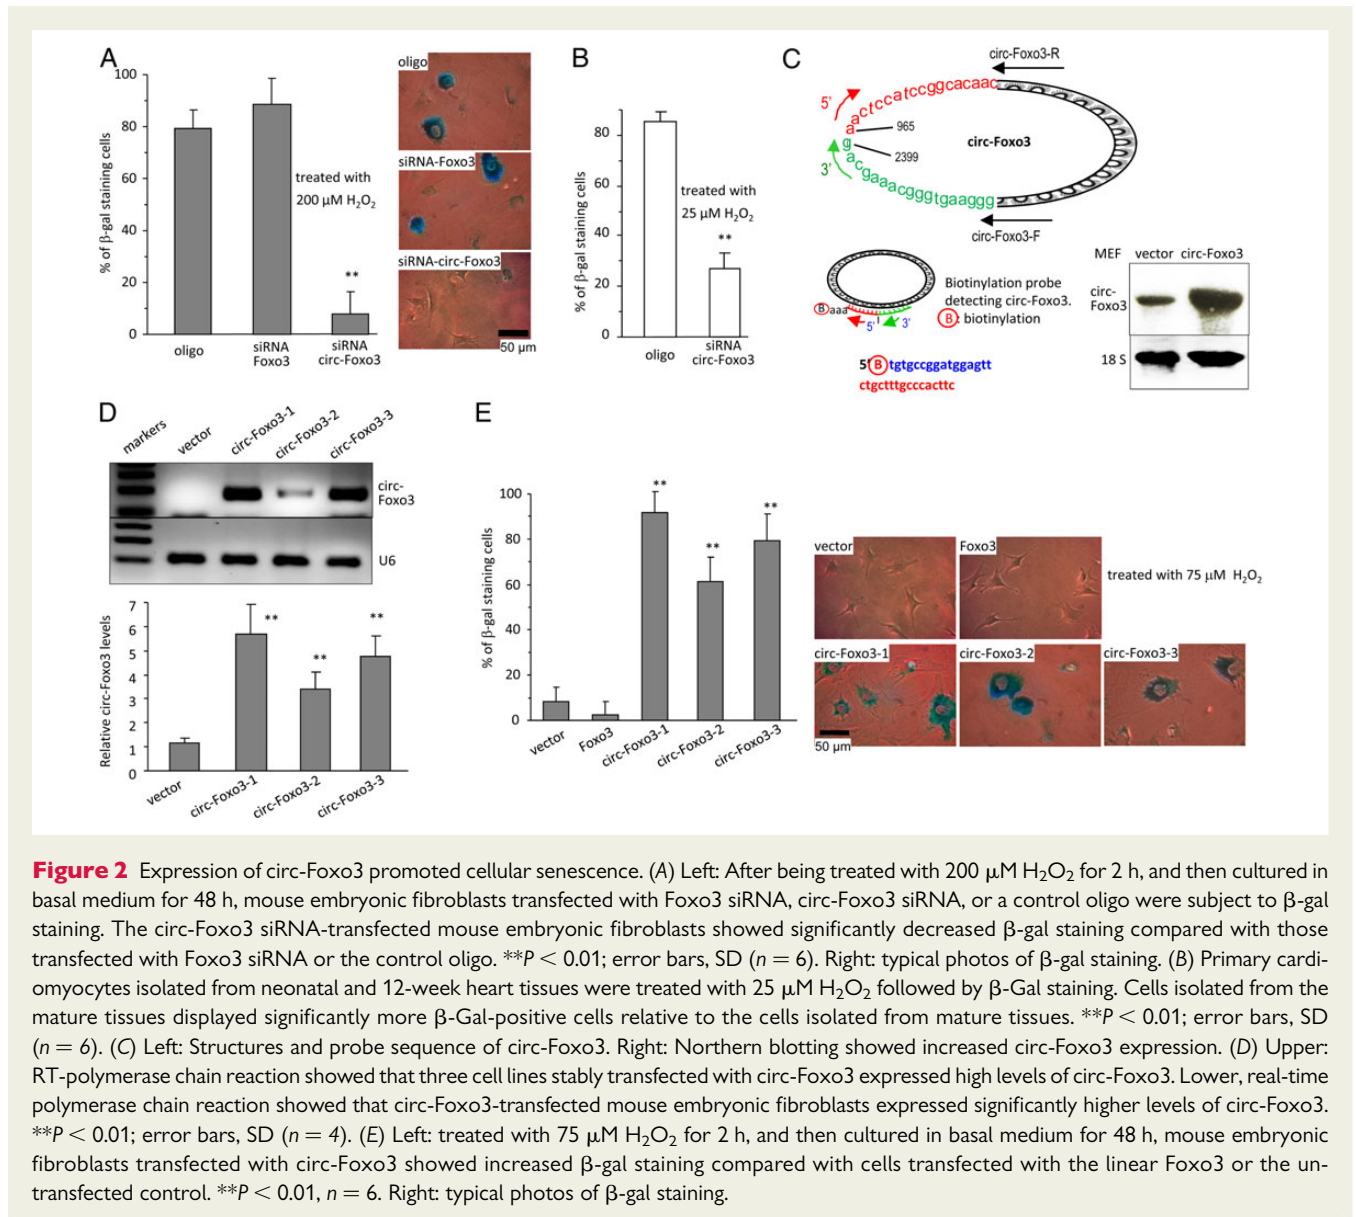 A
% of β-gal staining cells
100
80
60
40
20
0
oligo
siRNA
Foxo3
siRNA
circ-Foxo3
**
treated with
200 μM H₂O₂
oligo
siRNA-Foxo3
siRNA-circ-Foxo3
50 μm
B
% of β-gal staining cells
80
60
40
20
0
oligo
siRNA
circ-Foxo3
treated with
25 μM H₂O₂
**
C
circ-Foxo3-R
5'
aactccatccggcacaac
965
circ-Foxo3
2399
3'
gacgaaacgggtgaaggg
circ-Foxo3-F
B aaa
5'
3'
Biotinylation probe
detecting circ-Foxo3.
B : biotinylation
5' B tgtgccggatggagtt
ctgctttgcccacttc
MEF vector circ-Foxo3
circ-
Foxo3
18 S
D
markers
vector
circ-Foxo3-1
circ-Foxo3-2
circ-Foxo3-3
circ-
Foxo3
U6
Relative circ-Foxo3 levels
7
6
5
4
3
2
1
0
**
**
**
vector
circ-Foxo3-1
circ-Foxo3-2
circ-Foxo3-3
E
% of β-gal staining cells
100
80
60
40
20
0
**
**
**
vector
Foxo3
circ-Foxo3-1
circ-Foxo3-2
circ-Foxo3-3
vector
Foxo3
treated with 75 μM H₂O₂
circ-Foxo3-1
circ-Foxo3-2
circ-Foxo3-3
50 μm
Figure 2 Expression of circ-Foxo3 promoted cellular senescence. (A) Left: After being treated with 200 μM H₂O₂ for 2 h, and then cultured in
basal medium for 48 h, mouse embryonic fibroblasts transfected with Foxo3 siRNA, circ-Foxo3 siRNA, or a control oligo were subject to β-gal
staining. The circ-Foxo3 siRNA-transfected mouse embryonic fibroblasts showed significantly decreased β-gal staining compared with those
transfected with Foxo3 siRNA or the control oligo. **P < 0.01; error bars, SD (n = 6). Right: typical photos of β-gal staining. (B) Primary cardi-
omyocytes isolated from neonatal and 12-week heart tissues were treated with 25 μM H₂O₂ followed by β-Gal staining. Cells isolated from the
mature tissues displayed significantly more β-Gal-positive cells relative to the cells isolated from mature tissues. **P < 0.01; error bars, SD
(n = 6). (C) Left: Structures and probe sequence of circ-Foxo3. Right: Northern blotting showed increased circ-Foxo3 expression. (D) Upper:
RT-polymerase chain reaction showed that three cell lines stably transfected with circ-Foxo3 expressed high levels of circ-Foxo3. Lower, real-time
polymerase chain reaction showed that circ-Foxo3-transfected mouse embryonic fibroblasts expressed significantly higher levels of circ-Foxo3.
**P < 0.01; error bars, SD (n = 4). (E) Left: treated with 75 μM H₂O₂ for 2 h, and then cultured in basal medium for 48 h, mouse embryonic
fibroblasts transfected with circ-Foxo3 showed increased β-gal staining compared with cells transfected with the linear Foxo3 or the un-
transfected control. **P < 0.01, n = 6. Right: typical photos of β-gal staining.